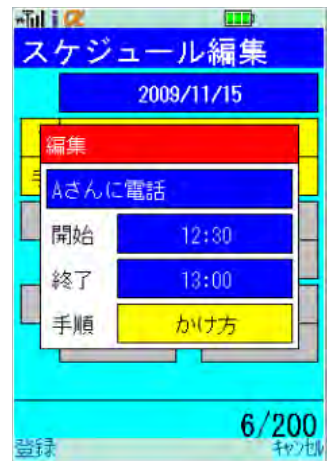 スケジュール編集
2009/11/15
編集
Aさんに電話
開始 12:30
終了 13:00
手順 かけ方
6/200
登録 キャンセル